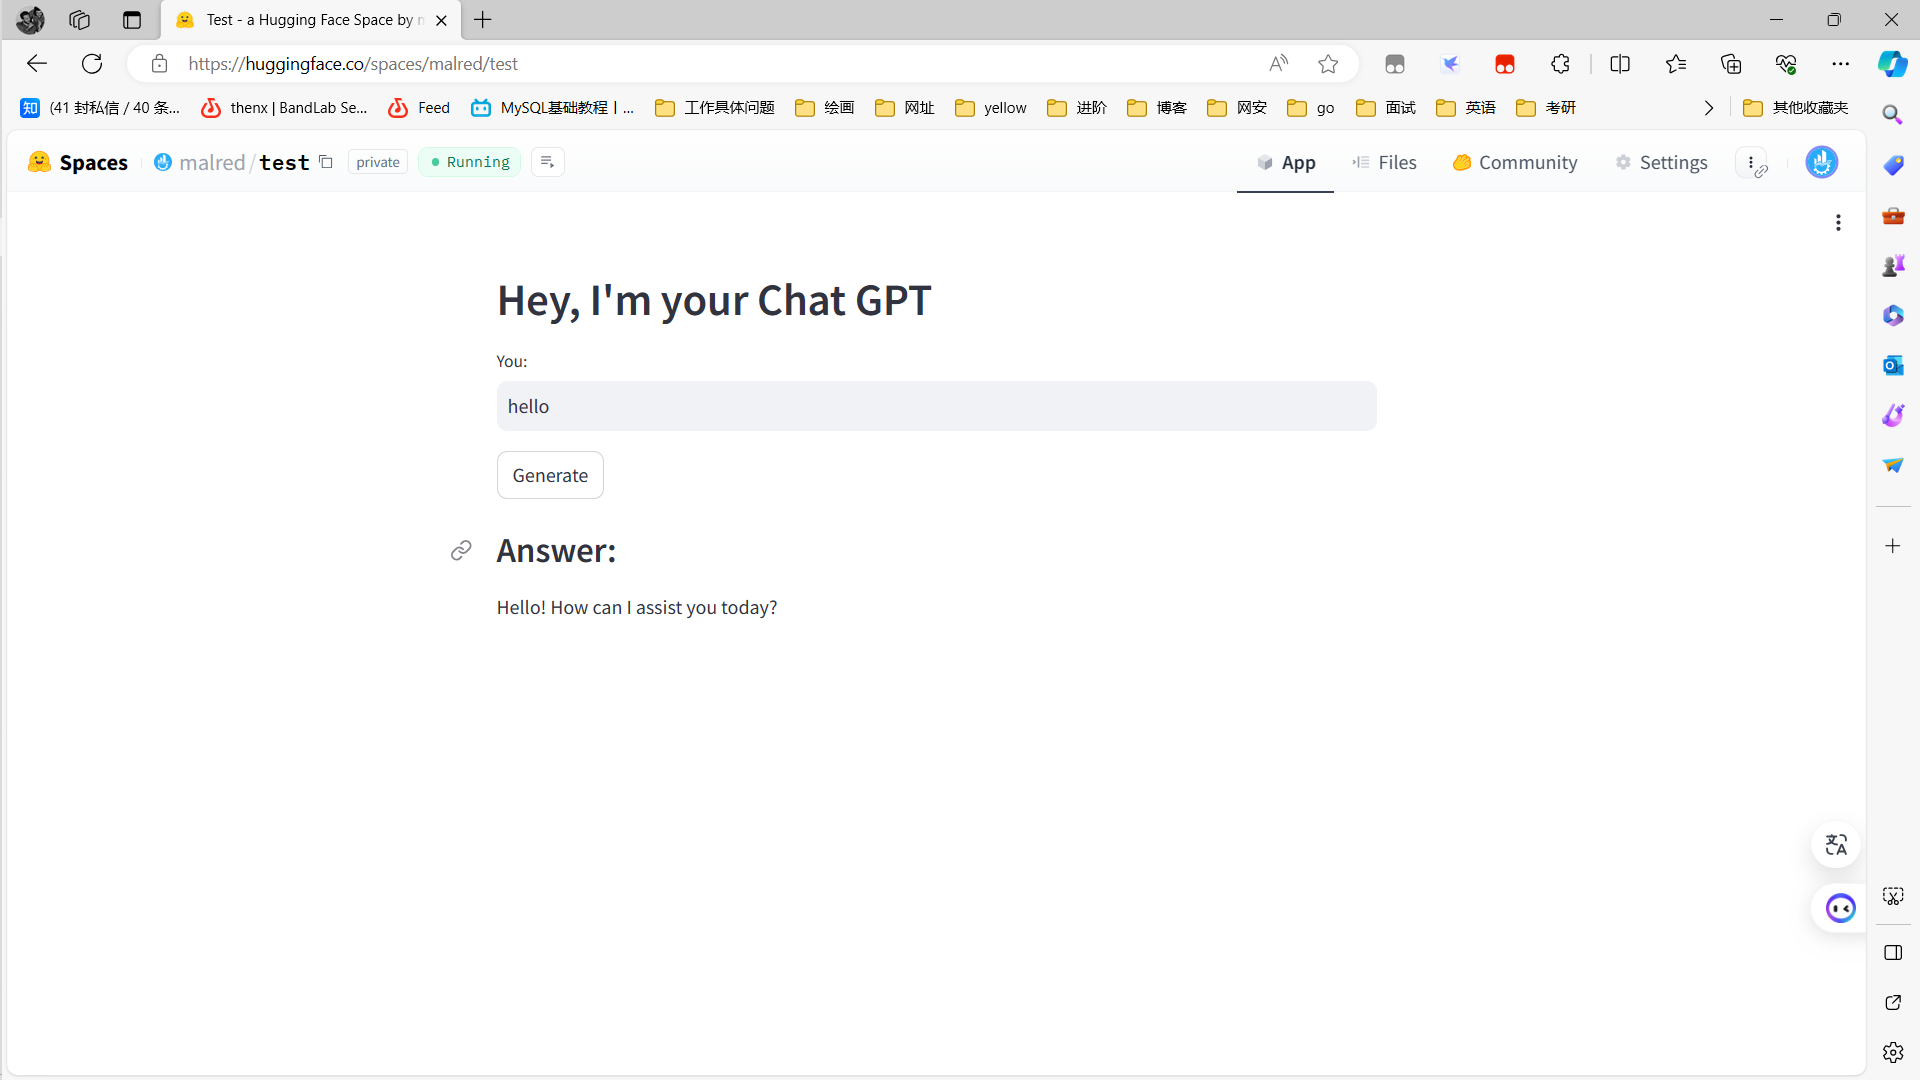 Test - a Hugging Face Space by
https://huggingface.co/spaces/malred/test
知 (41 封私信 / 40 条... thenx | BandLab Se... Feed MySQL基础教程丨... 工作具体问题 绘画 网址 yellow 进阶 博客 网安 go 面试 英语 考研 其他收藏夹
Spaces malred/test private Running App Files Community Settings
Hey, I'm your Chat GPT
You:
hello
Generate
Answer:
Hello! How can I assist you today?